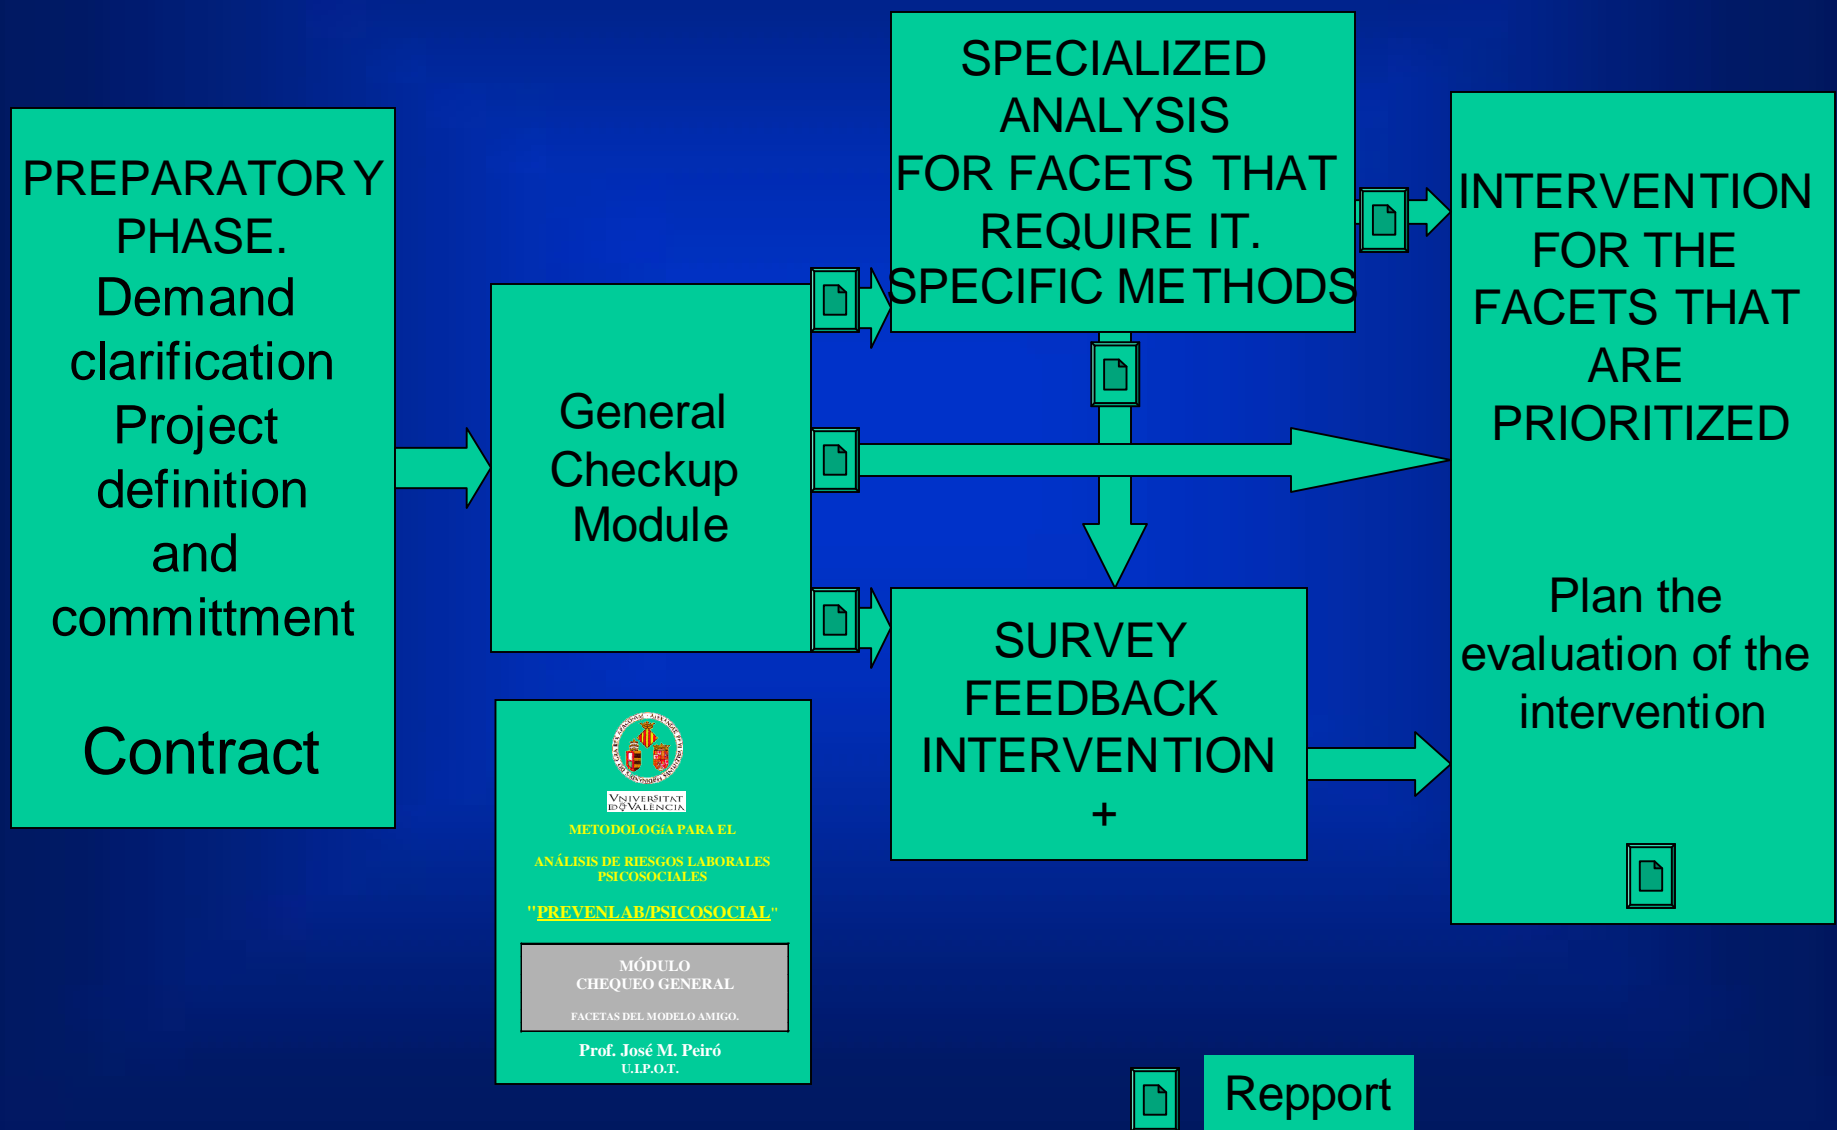 PREPARATORY
PHASE.
Demand
clarification
Project
definition
and
committment
Contract
General
Checkup
Module
SPECIALIZED
ANALYSIS
FOR FACETS THAT
REQUIRE IT.
SPECIFIC METHODS
SURVEY
FEEDBACK
INTERVENTION
+
INTERVENTION
FOR THE
FACETS THAT
ARE
PRIORITIZED
Plan the
evaluation of the
intervention
VNIVERSITAT
ID QVALÈNCIA
METODOLOGíA PARA EL
ANÁLISIS DE RIESGOS LABORALES
PSICOSOCIALES
"PREVENLAB/PSICOSOCIAL"
MÓDULO
CHEQUEO GENERAL
FACETAS DEL MODELO AMIGO.
Prof. José M. Peiró
U.I.P.O.T.
Repport